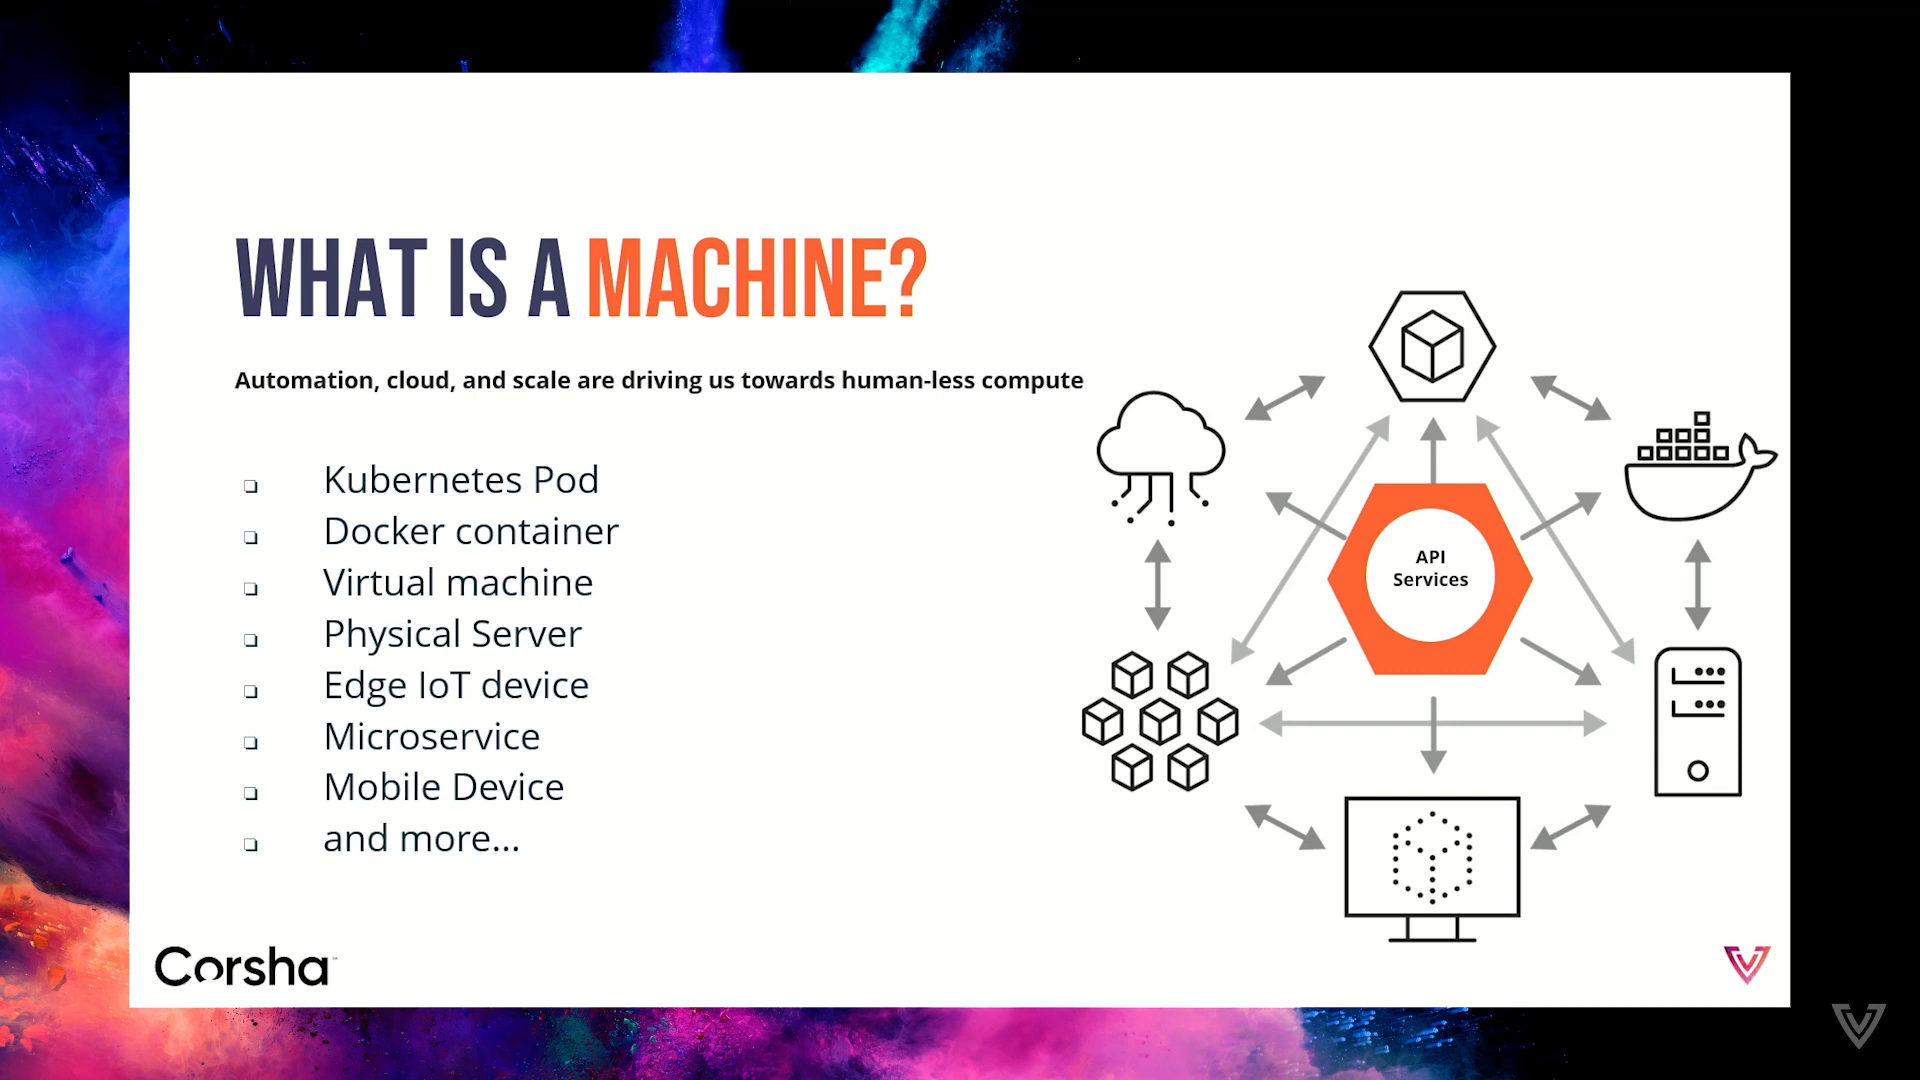 WHAT IS A MACHINE?
Automation, cloud, and scale are driving us towards human-less compute
Kubernetes Pod
Docker container
Virtual machine
Physical Server
Edge IoT device
Microservice
Mobile Device
and more...
API
Services
Corsha